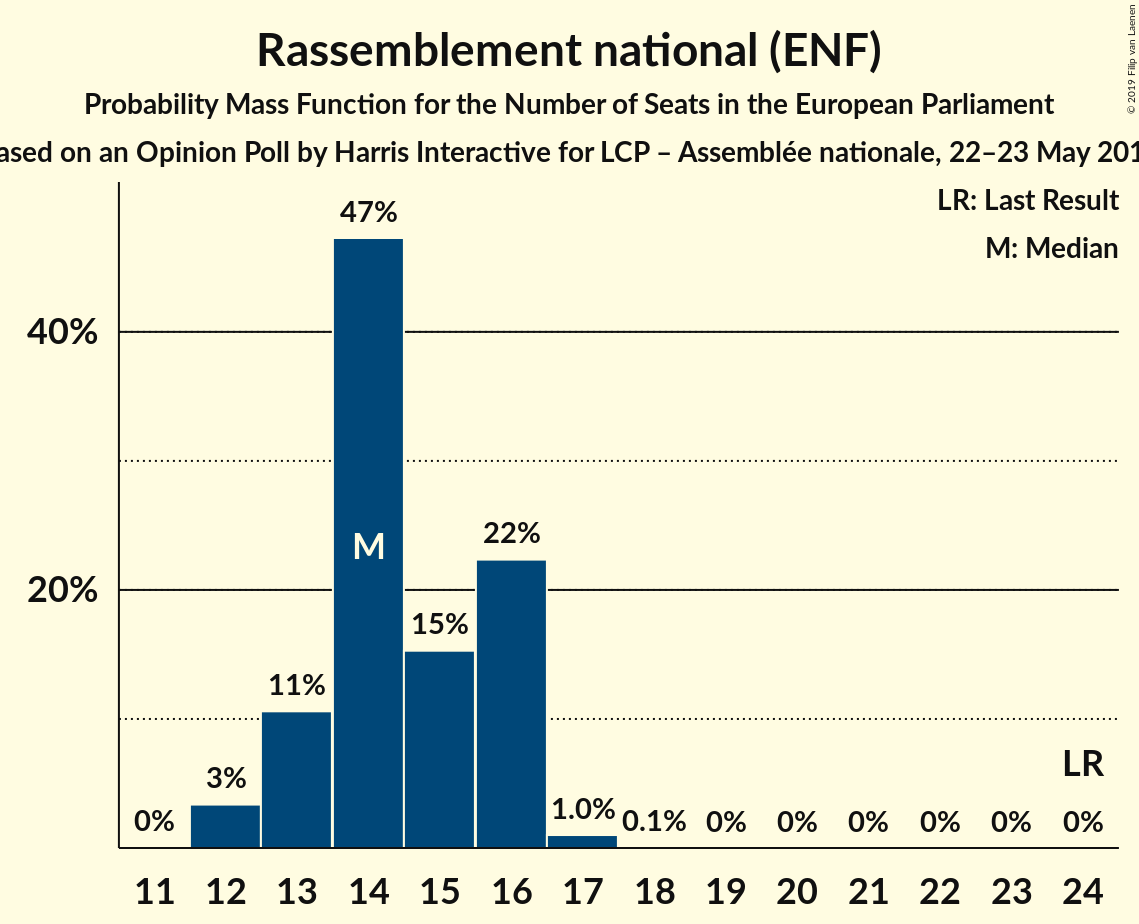 Rassemblement national (ENF)
Probability Mass Function for the Number of Seats in the European Parliament
ased on an Opinion Poll by Harris Interactive for LCP – Assemblée nationale, 22–23 May 201
© 2019 Filip van Laenen
LR: Last Result
M: Median
47%
40%
M
22%
20%
15%
11%
LR
3%
0% 1.0% 0.1% 0% 0% 0% 0% 0% 0%
11 12 13 14 15 16 17 18 19 20 21 22 23 24